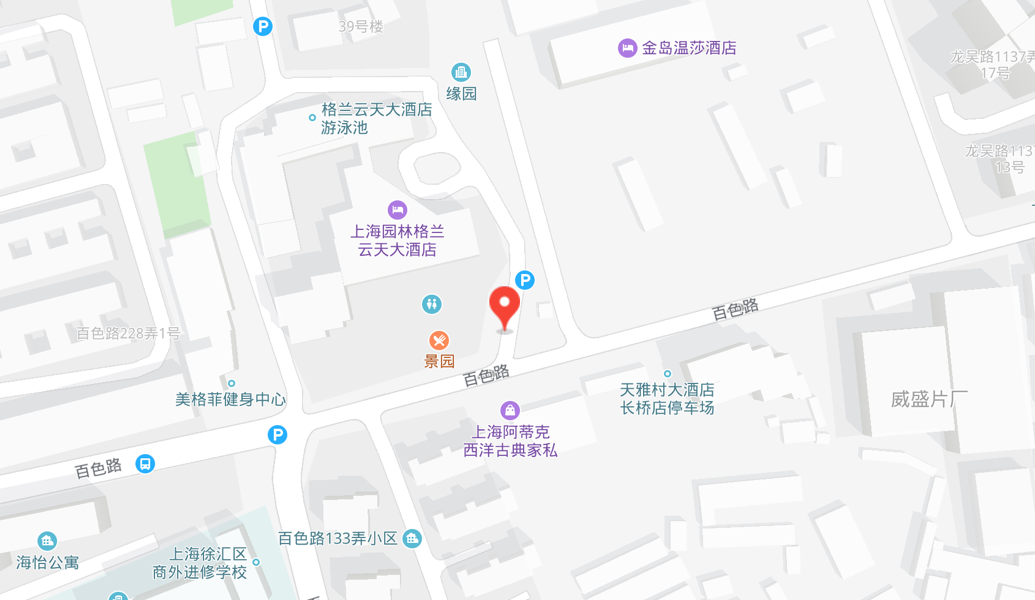 39号楼
P
金岛温莎酒店
龙吴路1137弄
17号
缘园
格兰云天大酒店
游泳池
龙吴路113
13号
上海园林格兰
云天大酒店
P
百色路
百色路228弄1号
景园
百色路
美格菲健身中心
天雅村大酒店
长桥店停车场
威盛片厂
上海阿蒂克
西洋古典家私
P
百色路
百色路133弄小区
海怡公寓
上海徐汇区
商外进修学校